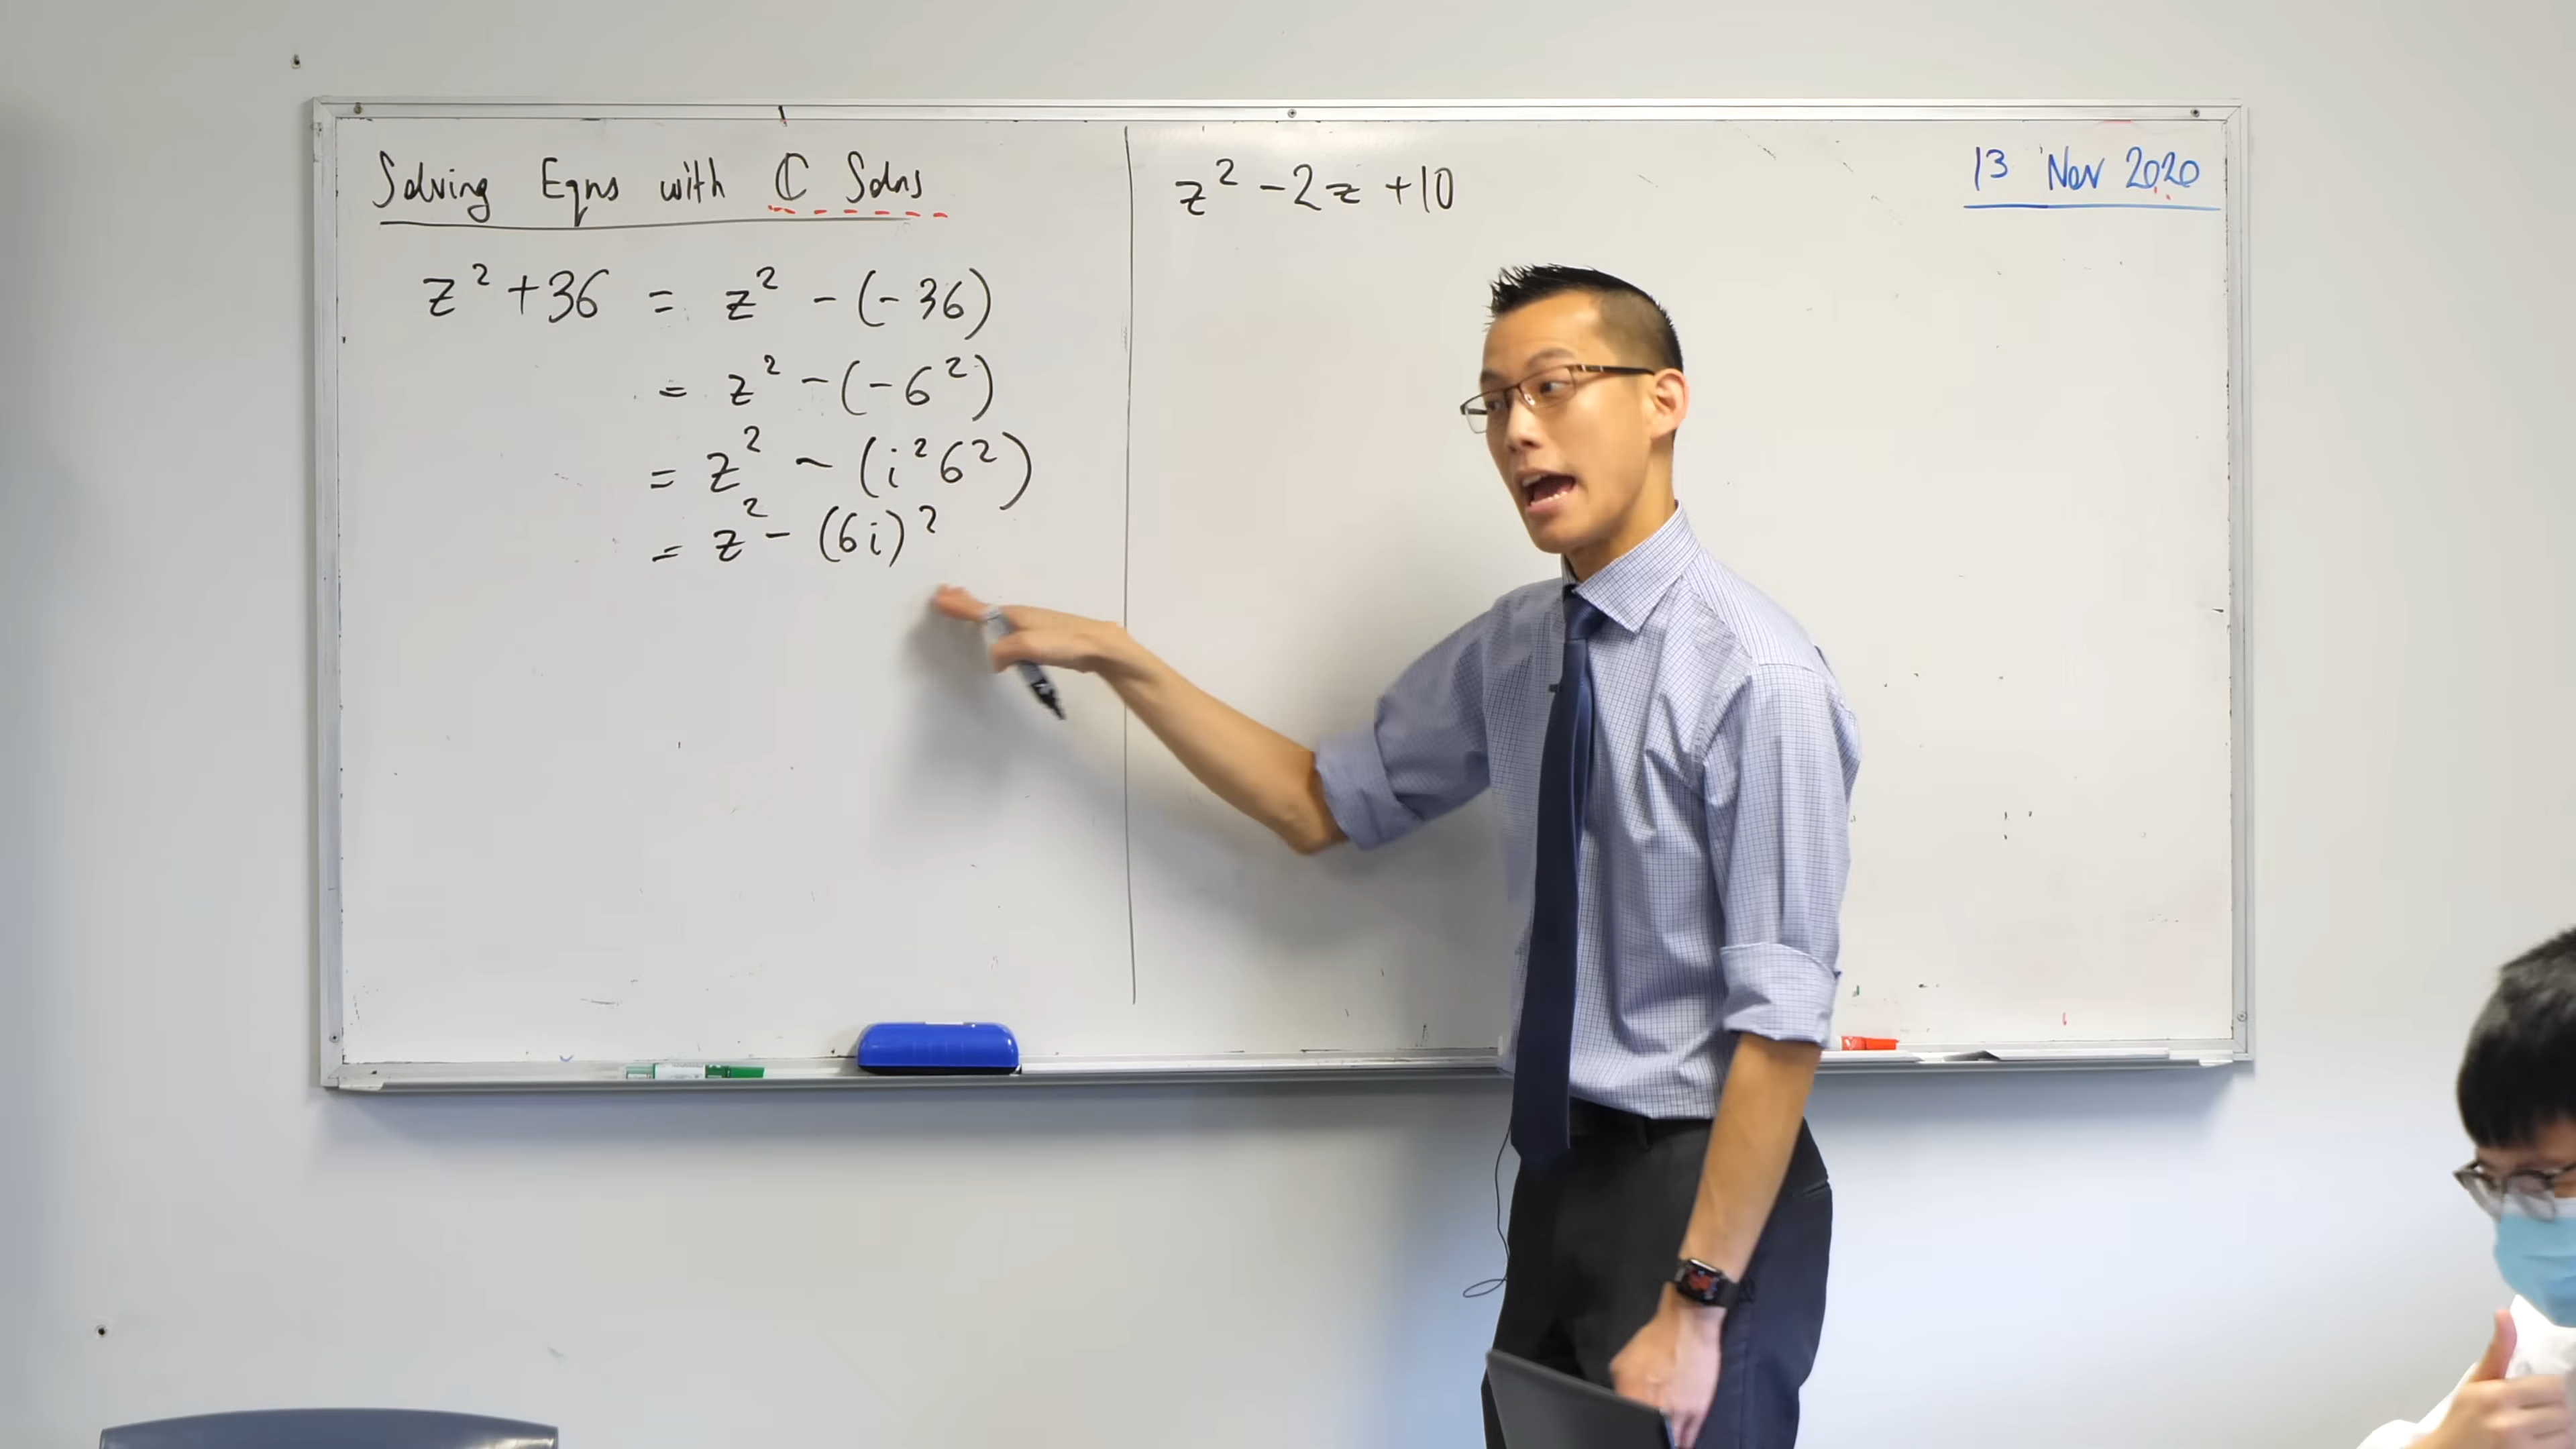 Solving Eqns with ℂ Solns
z² + 36 = z² - (-36)
= z² - (-6²)
= z² - (i²6²)
= z² - (6i)²
z² - 2z + 10
13 Nov 2020